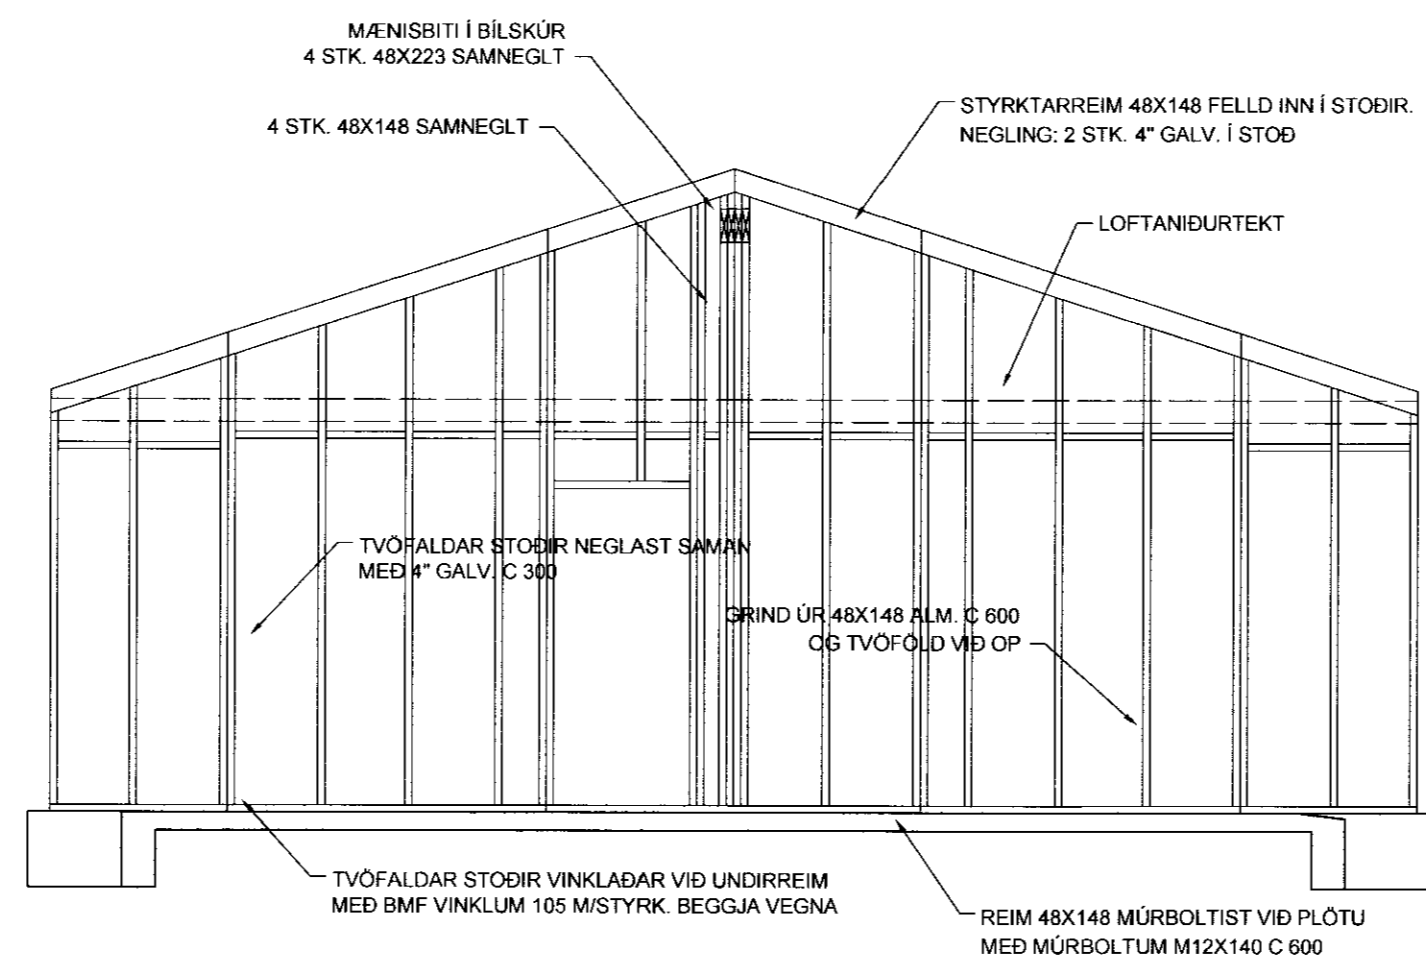 MÆNISBITI Í BÍLSKÚR
4 STK. 48X223 SAMNEGLT
4 STK. 48X148 SAMNEGLT
STYRKTARREIM 48X148 FELLD INN Í STOÐIR.
NEGLING: 2 STK. 4" GALV. Í STOÐ
LOFTANIÐURTEKT
TVÖFALDAR STOÐIR NEGLAST SAMAN
MEÐ 4" GALV. C 300
GRIND ÚR 48X148 ALM. C 600
OG TVÖFÖLD VIÐ OP
TVÖFALDAR STOÐIR VINKLAÐAR VIÐ UNDIRREIM
MEÐ BMF VINKLUM 105 M/STYRK. BEGGJA VEGNA
REIM 48X148 MÚRBOLTIST VIÐ PLÖTU
MEÐ MÚRBOLTUM M12X140 C 600